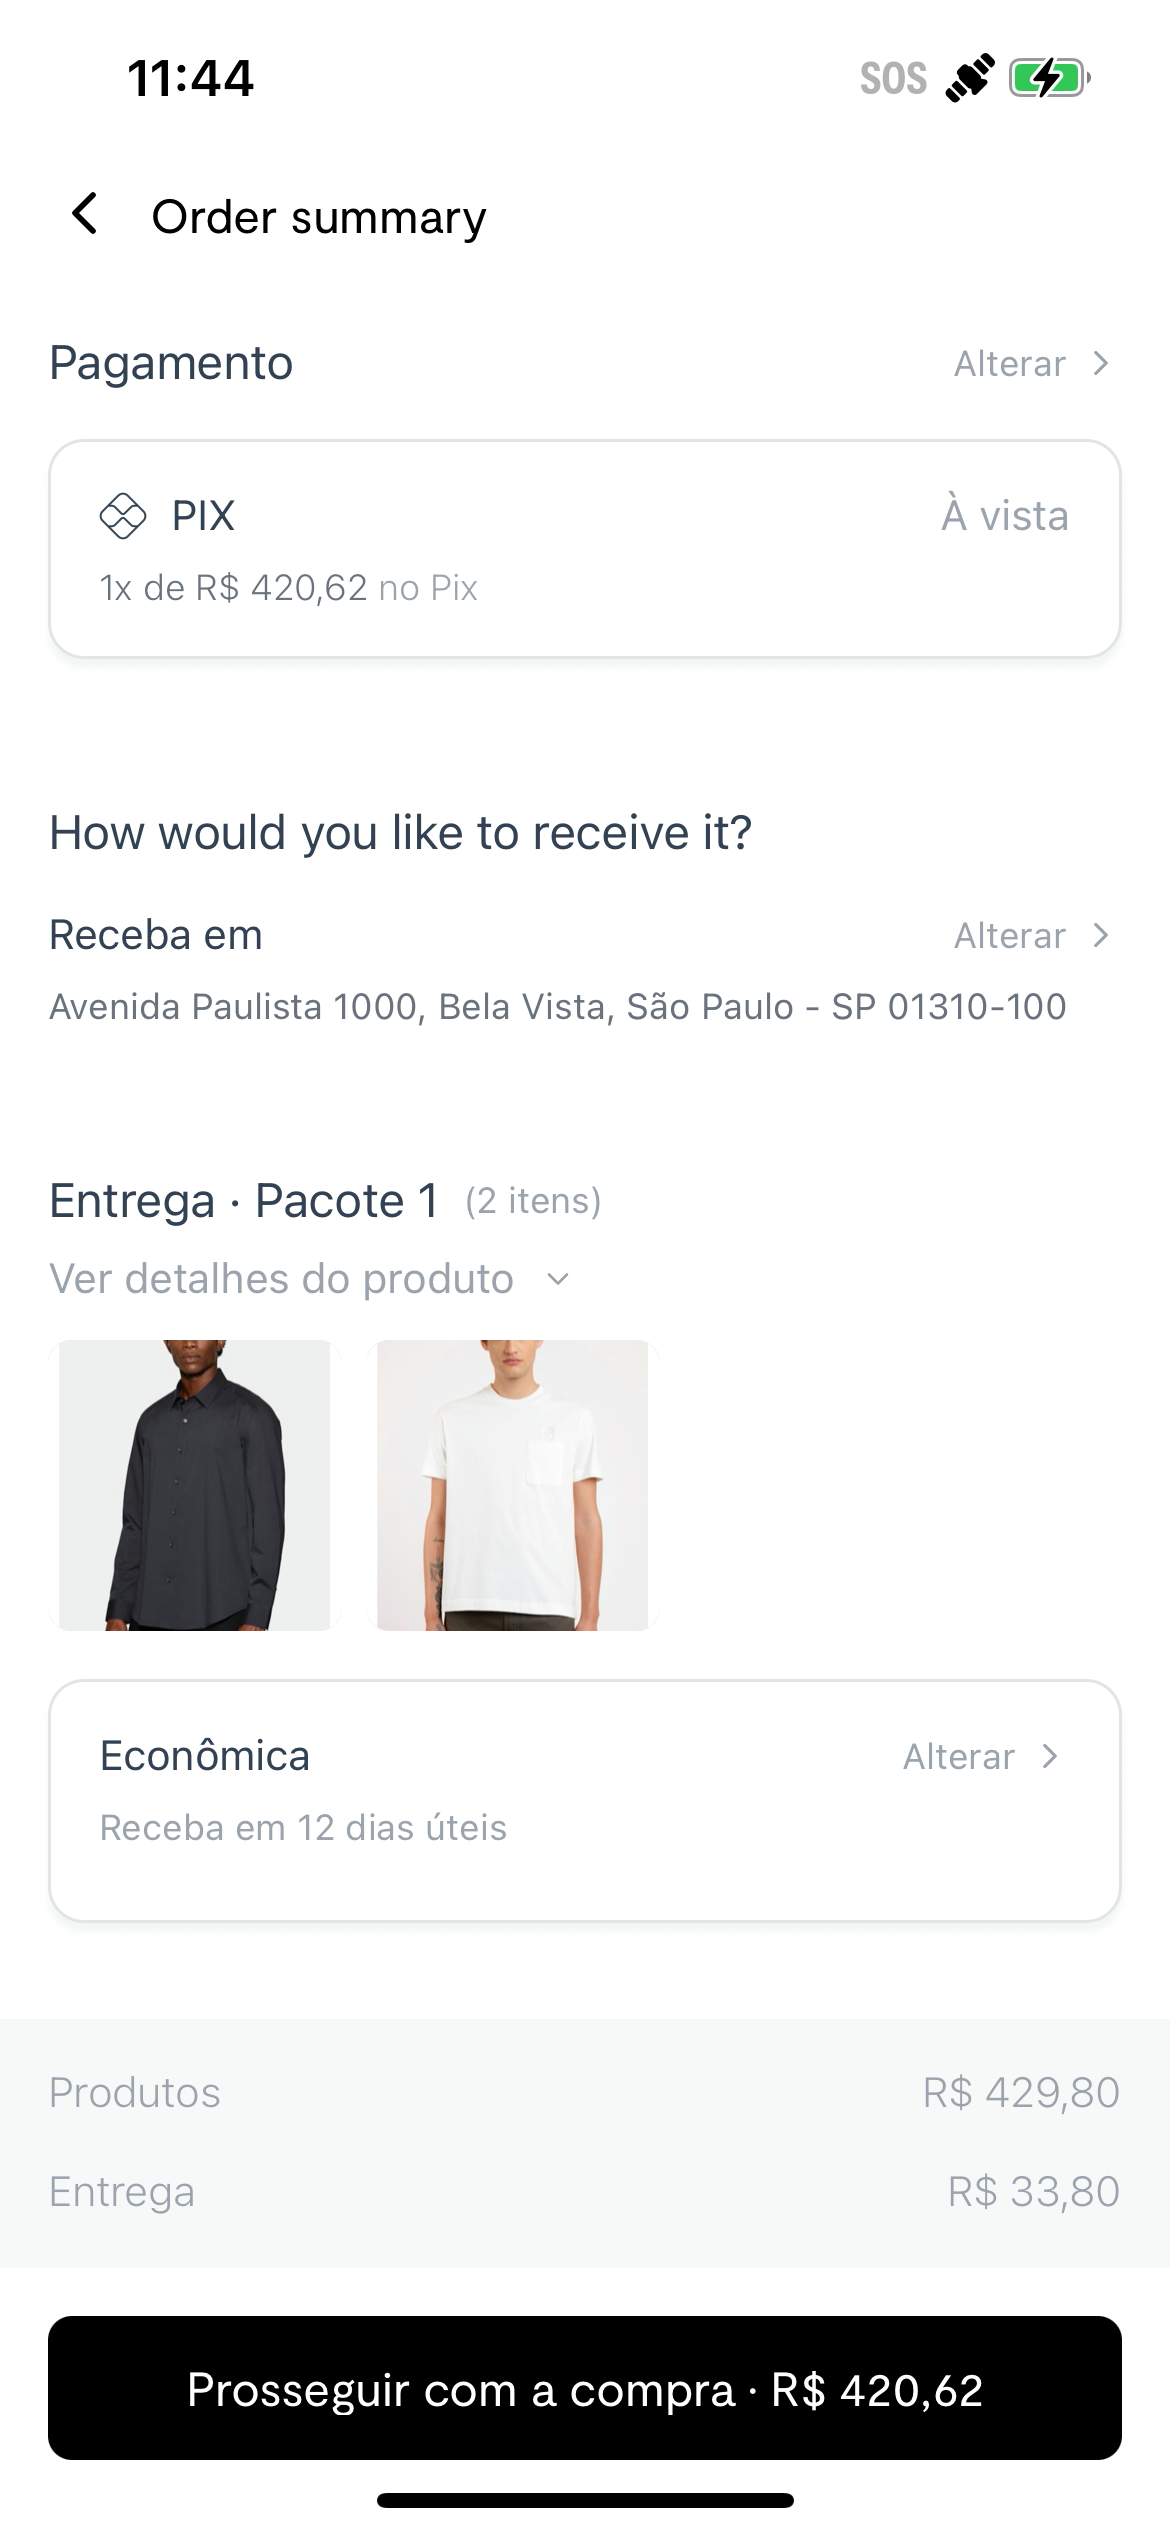 11:44
SOS
Order summary
Pagamento
Alterar
PIX
À vista
1x de R$ 420,62 no Pix
How would you like to receive it?
Receba em
Alterar
Avenida Paulista 1000, Bela Vista, São Paulo - SP 01310-100
Entrega · Pacote 1 (2 itens)
Ver detalhes do produto
Econômica
Alterar
Receba em 12 dias úteis
Produtos
R$ 429,80
Entrega
R$ 33,80
Prosseguir com a compra · R$ 420,62